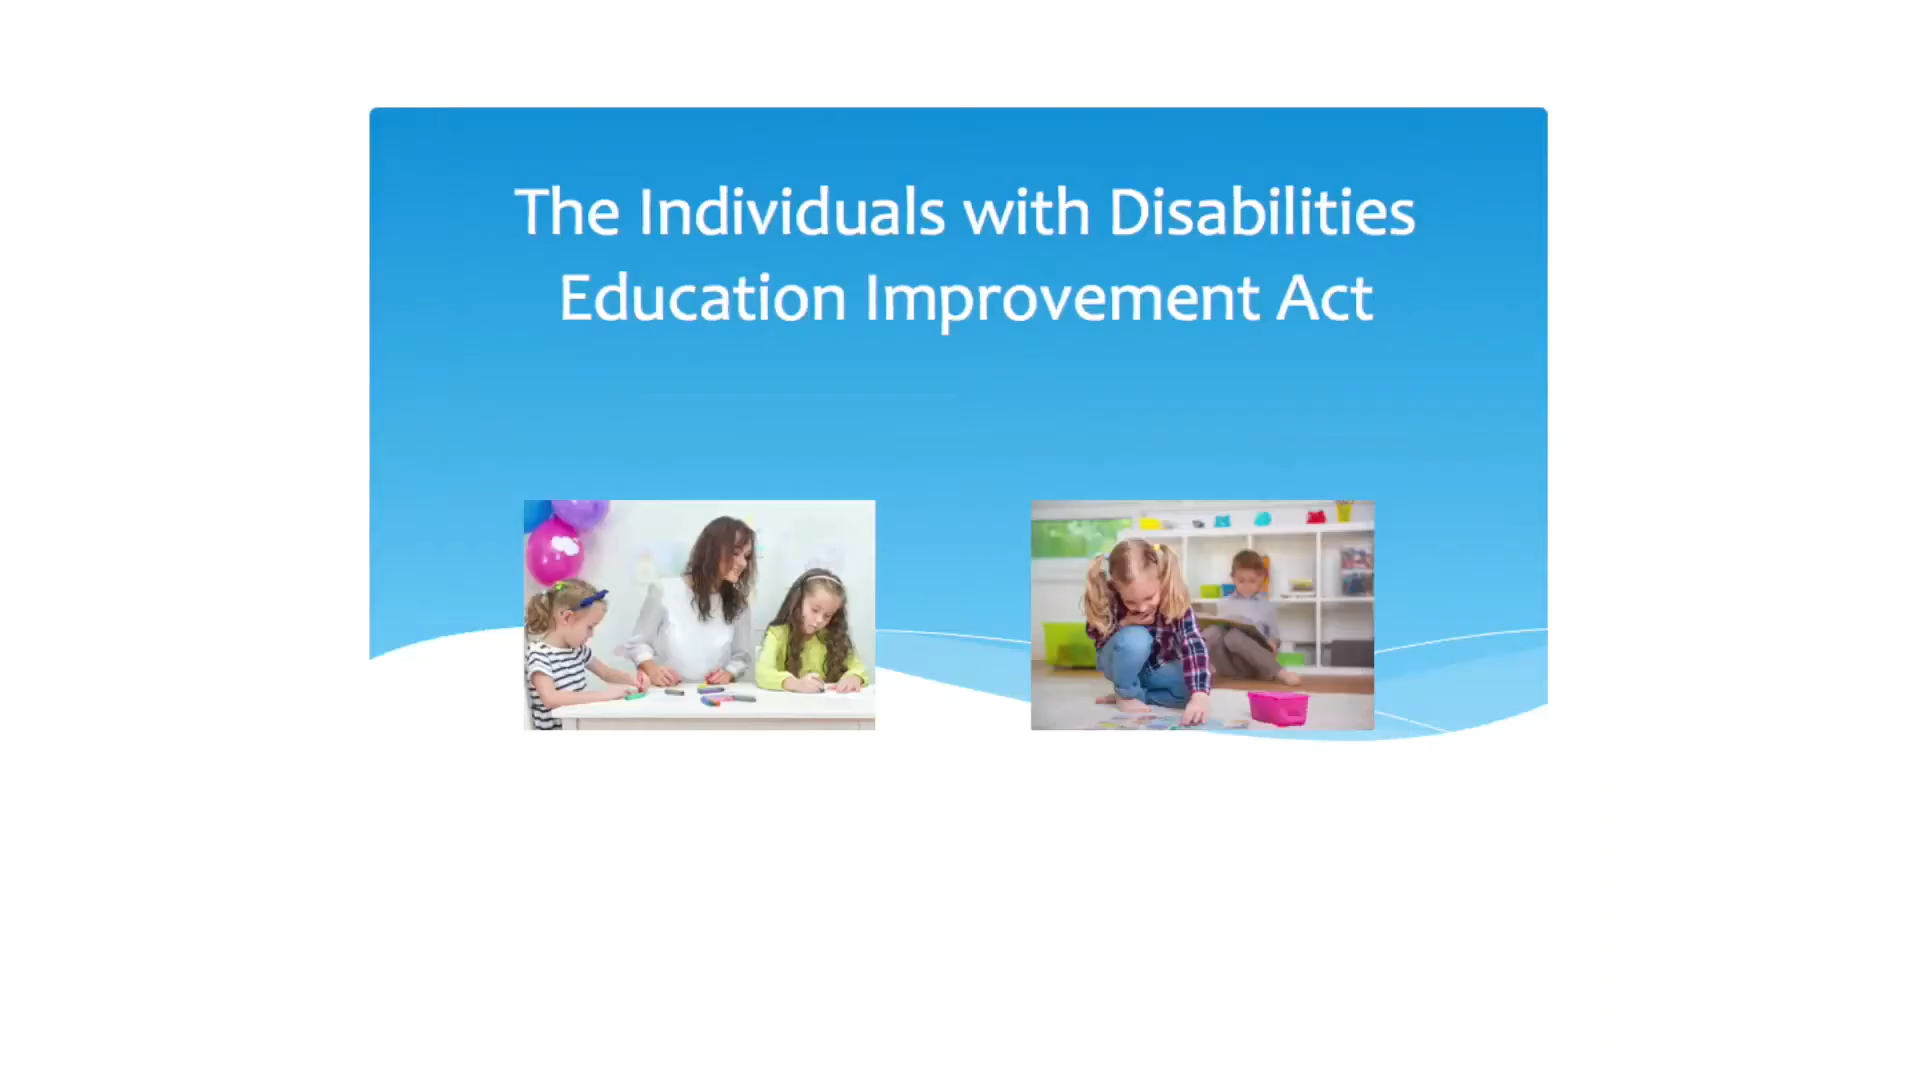 The Individuals with Disabilities
Education Improvement Act